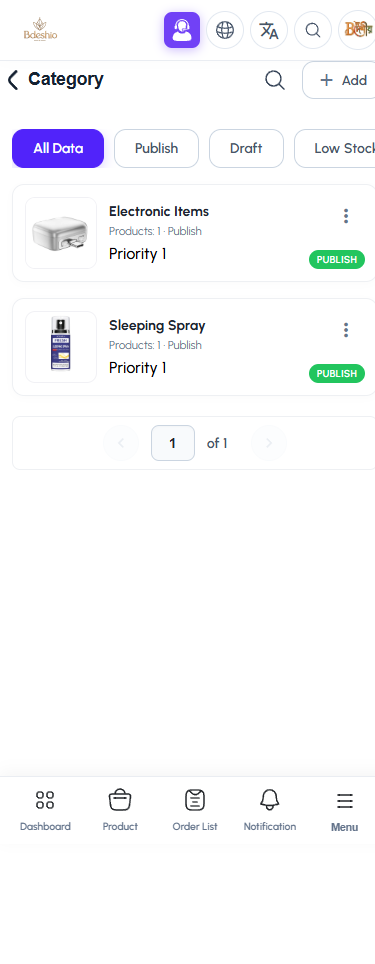 Bdeshio
Category
Add
All Data
Publish
Draft
Low Stock
Electronic Items
Products: 1 · Publish
Priority 1
PUBLISH
Sleeping Spray
Products: 1 · Publish
Priority 1
PUBLISH
1 of 1
Dashboard
Product
Order List
Notification
Menu